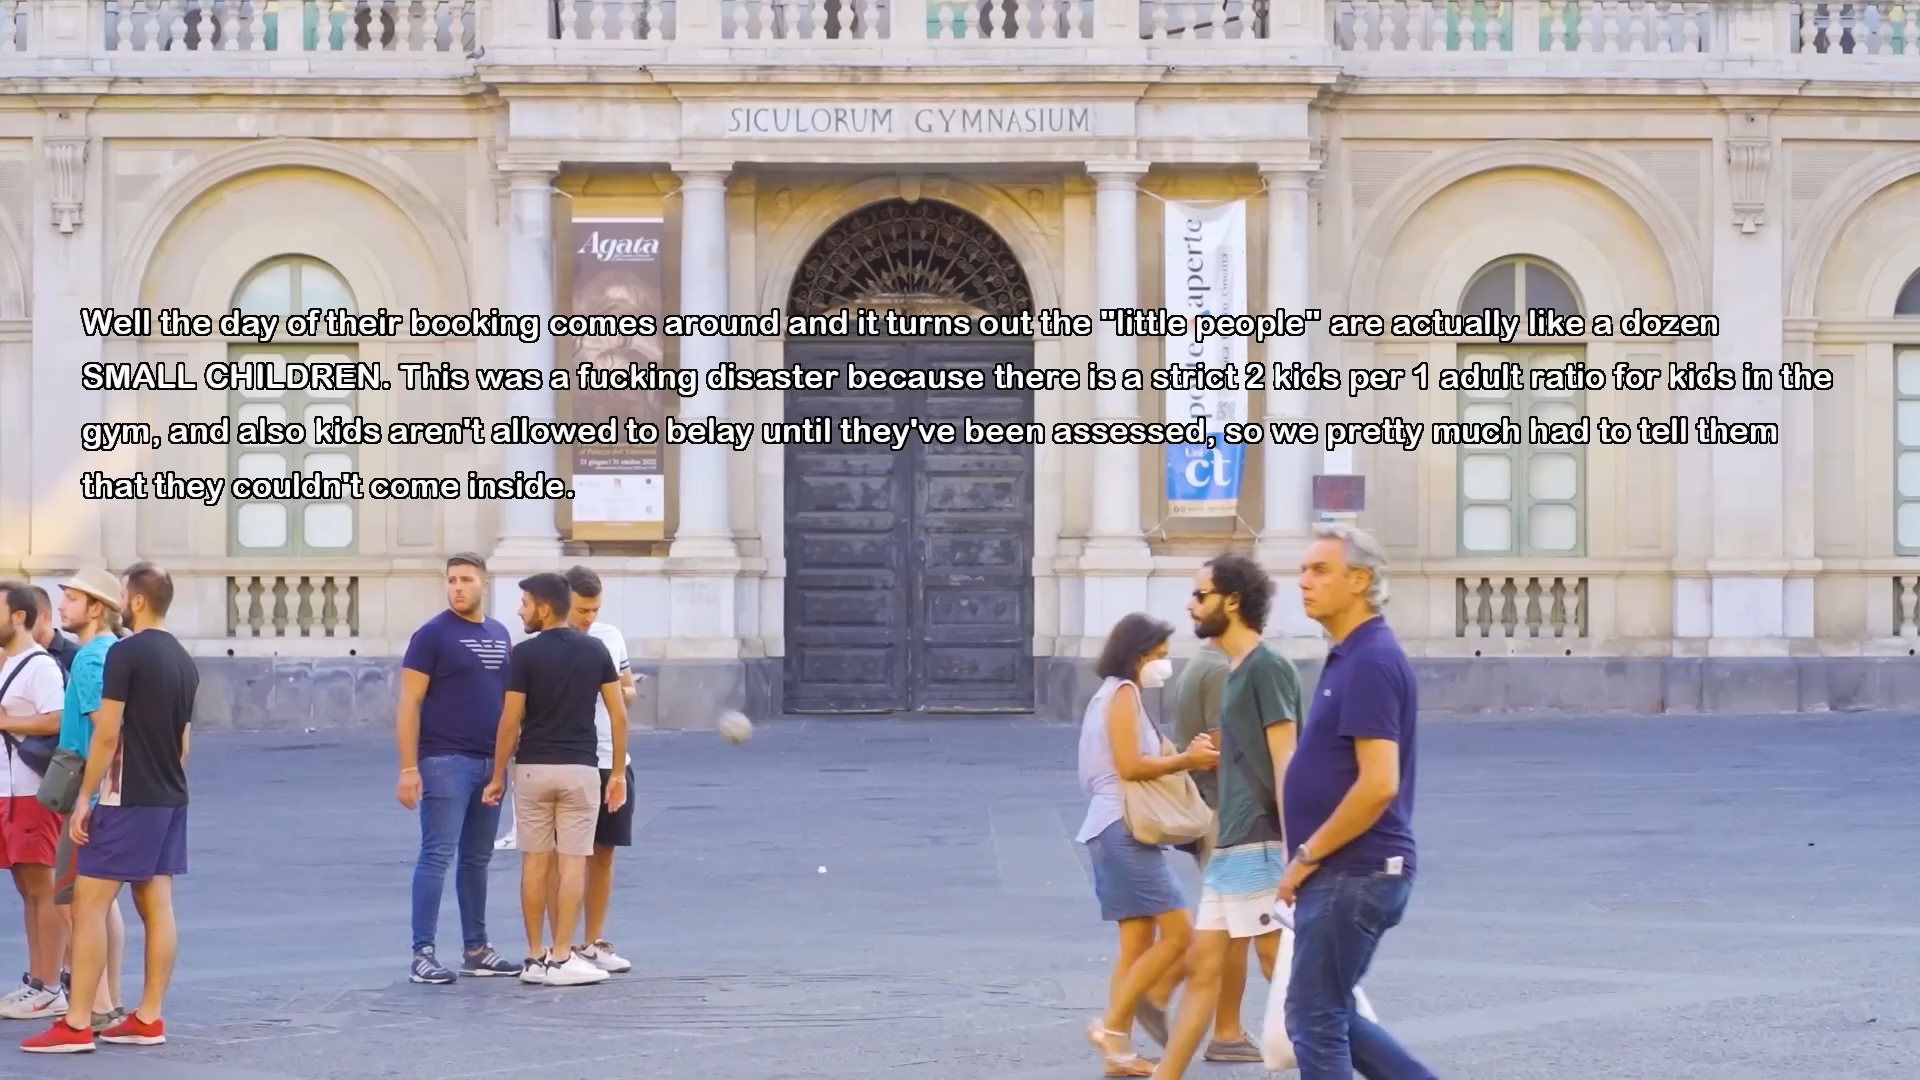 SICULORUM GYMNASIUM
Agata
aperte
Well the day of their booking comes around and it turns out the "little people" are actually like a dozen
SMALL CHILDREN. This was a fucking disaster because there is a strict 2 kids per 1 adult ratio for kids in the
gym, and also kids aren't allowed to belay until they've been assessed, so we pretty much had to tell them
that they couldn't come inside.
Uni
ct